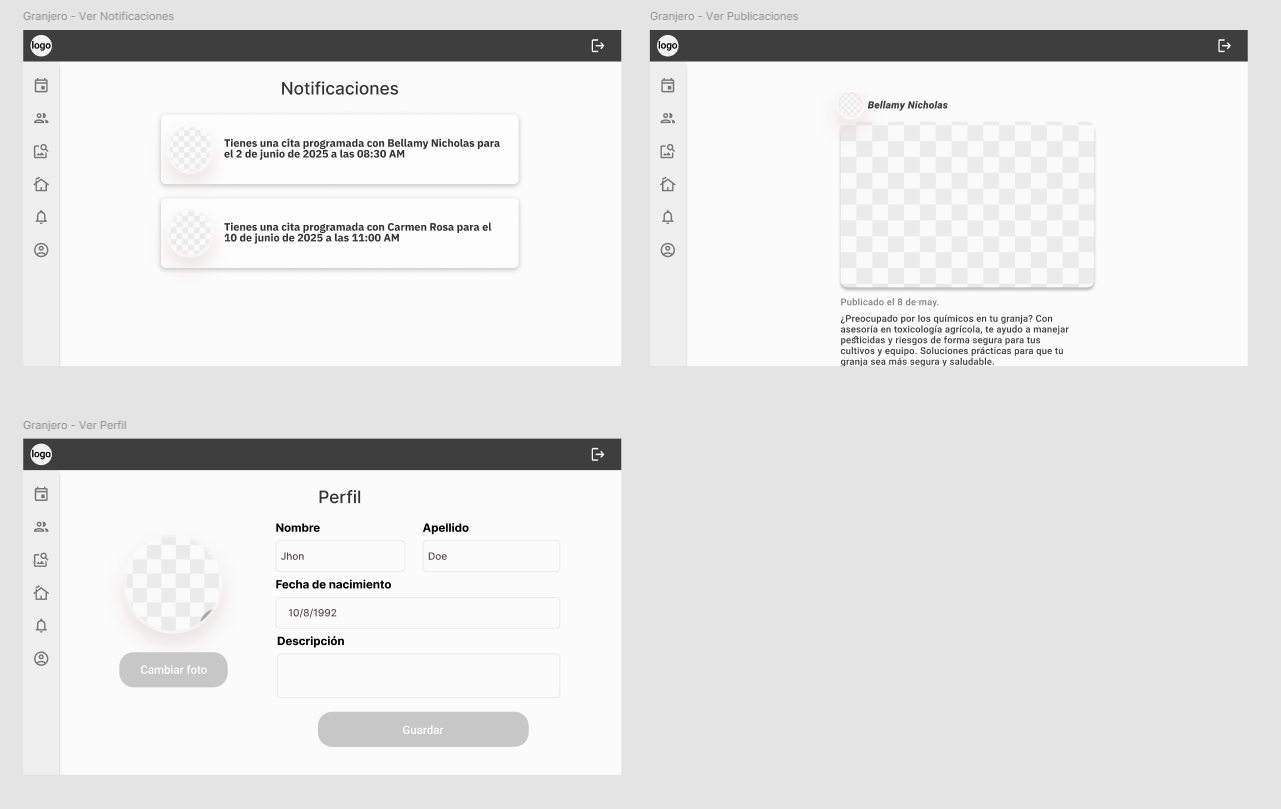 Granjero - Ver Notificaciones
logo
Notificaciones
Tienes una cita programada con Bellamy Nicholas para
el 2 de junio de 2025 a las 08:30 AM
Tienes una cita programada con Carmen Rosa para el
10 de junio de 2025 a las 11:00 AM
Granjero - Ver Publicaciones
logo
Bellamy Nicholas
Publicado el 8 de may.
¿Preocupado por los químicos en tu granja? Con
asesoría en toxicología agrícola, te ayudo a manejar
pesticidas y riesgos de forma segura para tus
cultivos y equipo. Soluciones prácticas para que tu
granja sea más segura y saludable.
Granjero - Ver Perfil
logo
Perfil
Nombre
Apellido
Jhon
Doe
Fecha de nacimiento
10/8/1992
Descripción
Cambiar foto
Guardar